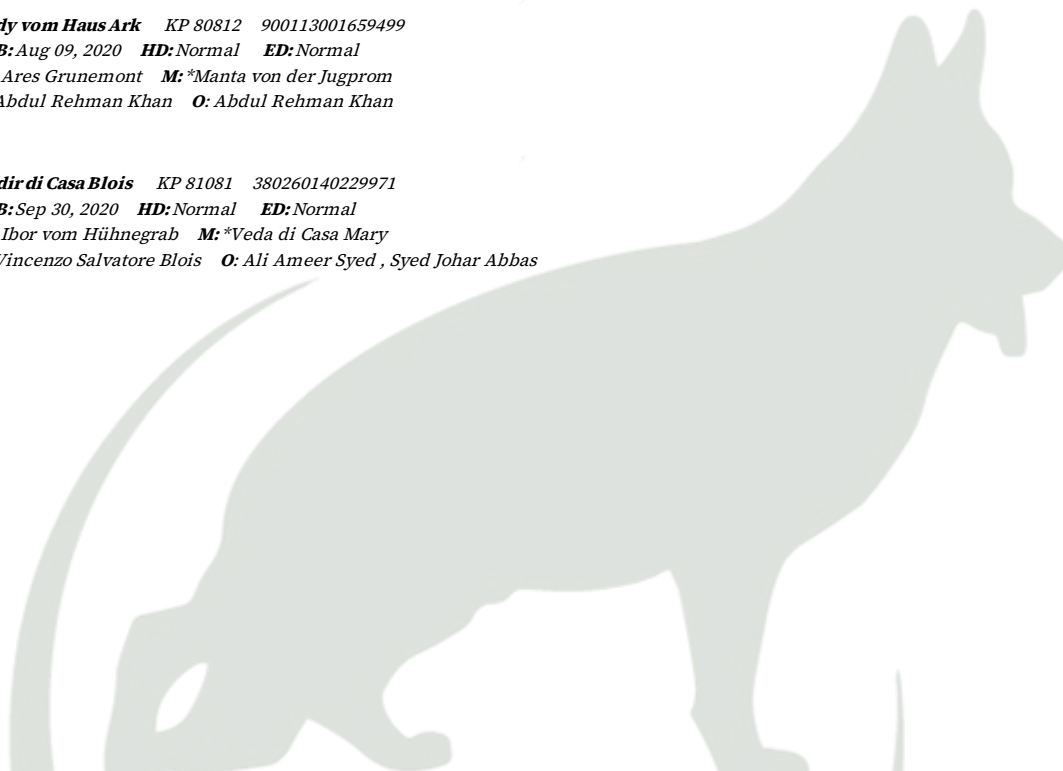 dy vom Haus Ark KP 80812 900113001659499
B: Aug 09, 2020 HD: Normal ED: Normal
Ares Grunemont M: *Manta von der Jugprom
Abdul Rehman Khan O: Abdul Rehman Khan
dir di Casa Blois KP 81081 380260140229971
B: Sep 30, 2020 HD: Normal ED: Normal
Ibor vom Hühnegrab M: *Veda di Casa Mary
Vincenzo Salvatore Blois O: Ali Ameer Syed , Syed Johar Abbas